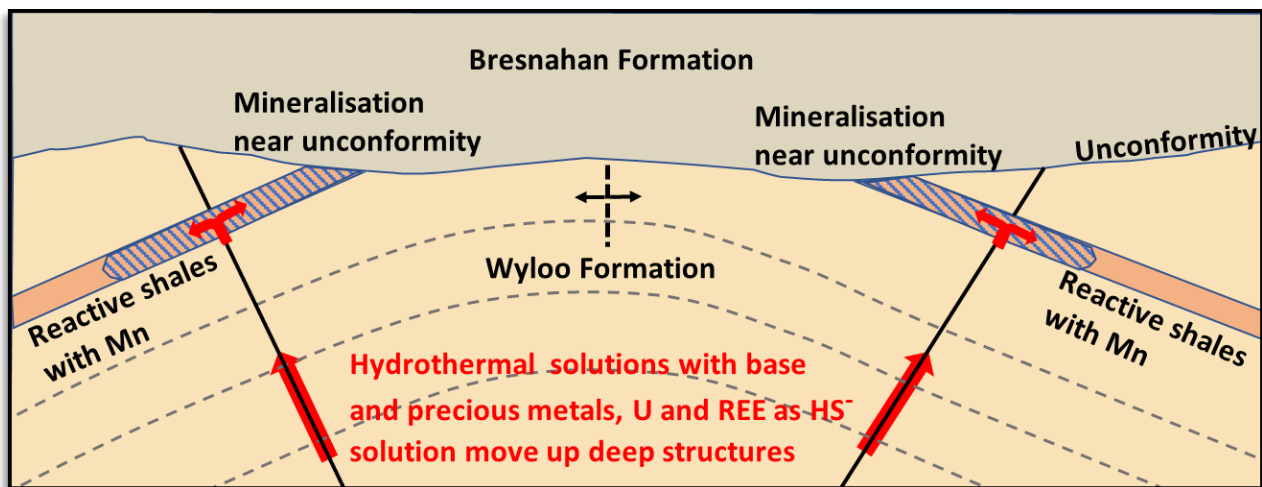 Bresnahan Formation
Mineralisation
near unconformity
Mineralisation
near unconformity
Unconformity
Wyloo Formation
Reactive shales
with Mn
Reactive shales
with Mn
Hydrothermal solutions with base
and precious metals, U and REE as HS⁻
solution move up deep structures